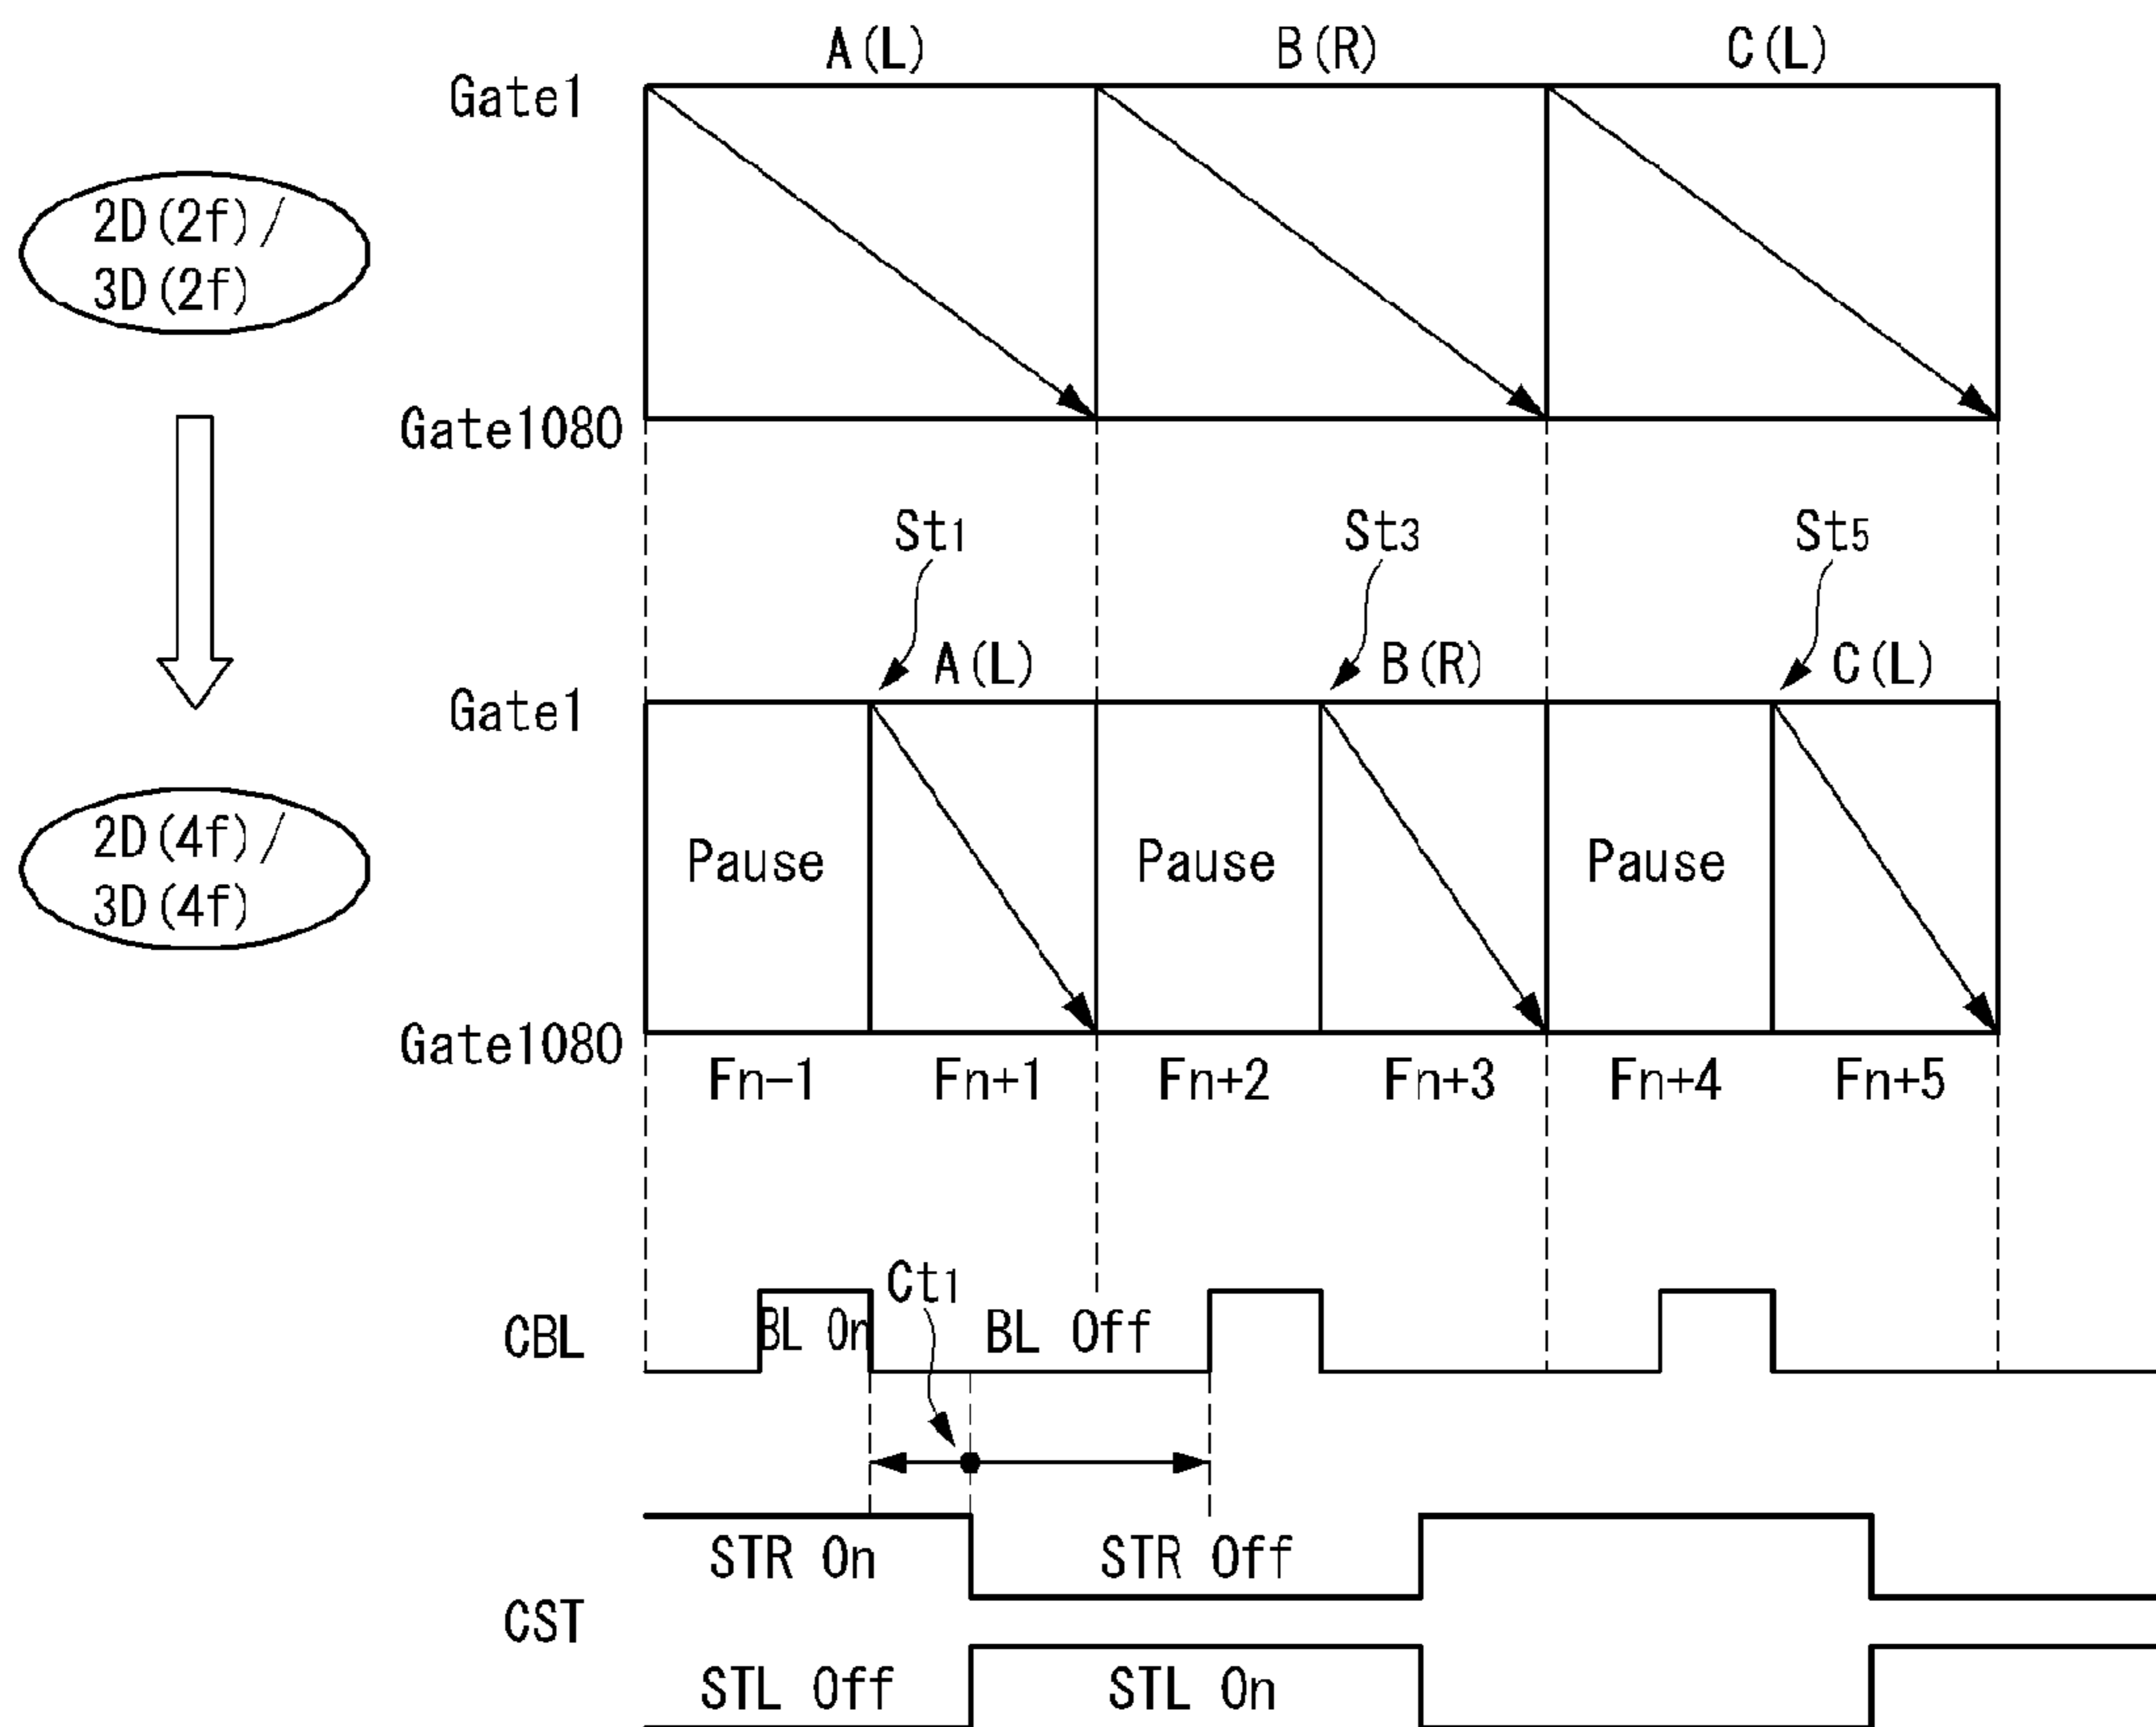 A(L) B(R) C(L)
Gate1
2D(2f)/
3D(2f)
Gate1080
St1 St3 St5
A(L) B(R) C(L)
Gate1
2D(4f)/
3D(4f)
Pause Pause Pause
Gate1080
Fn-1 Fn+1 Fn+2 Fn+3 Fn+4 Fn+5
Ct1
CBL BL On BL Off
STR On STR Off
CST
STL Off STL On